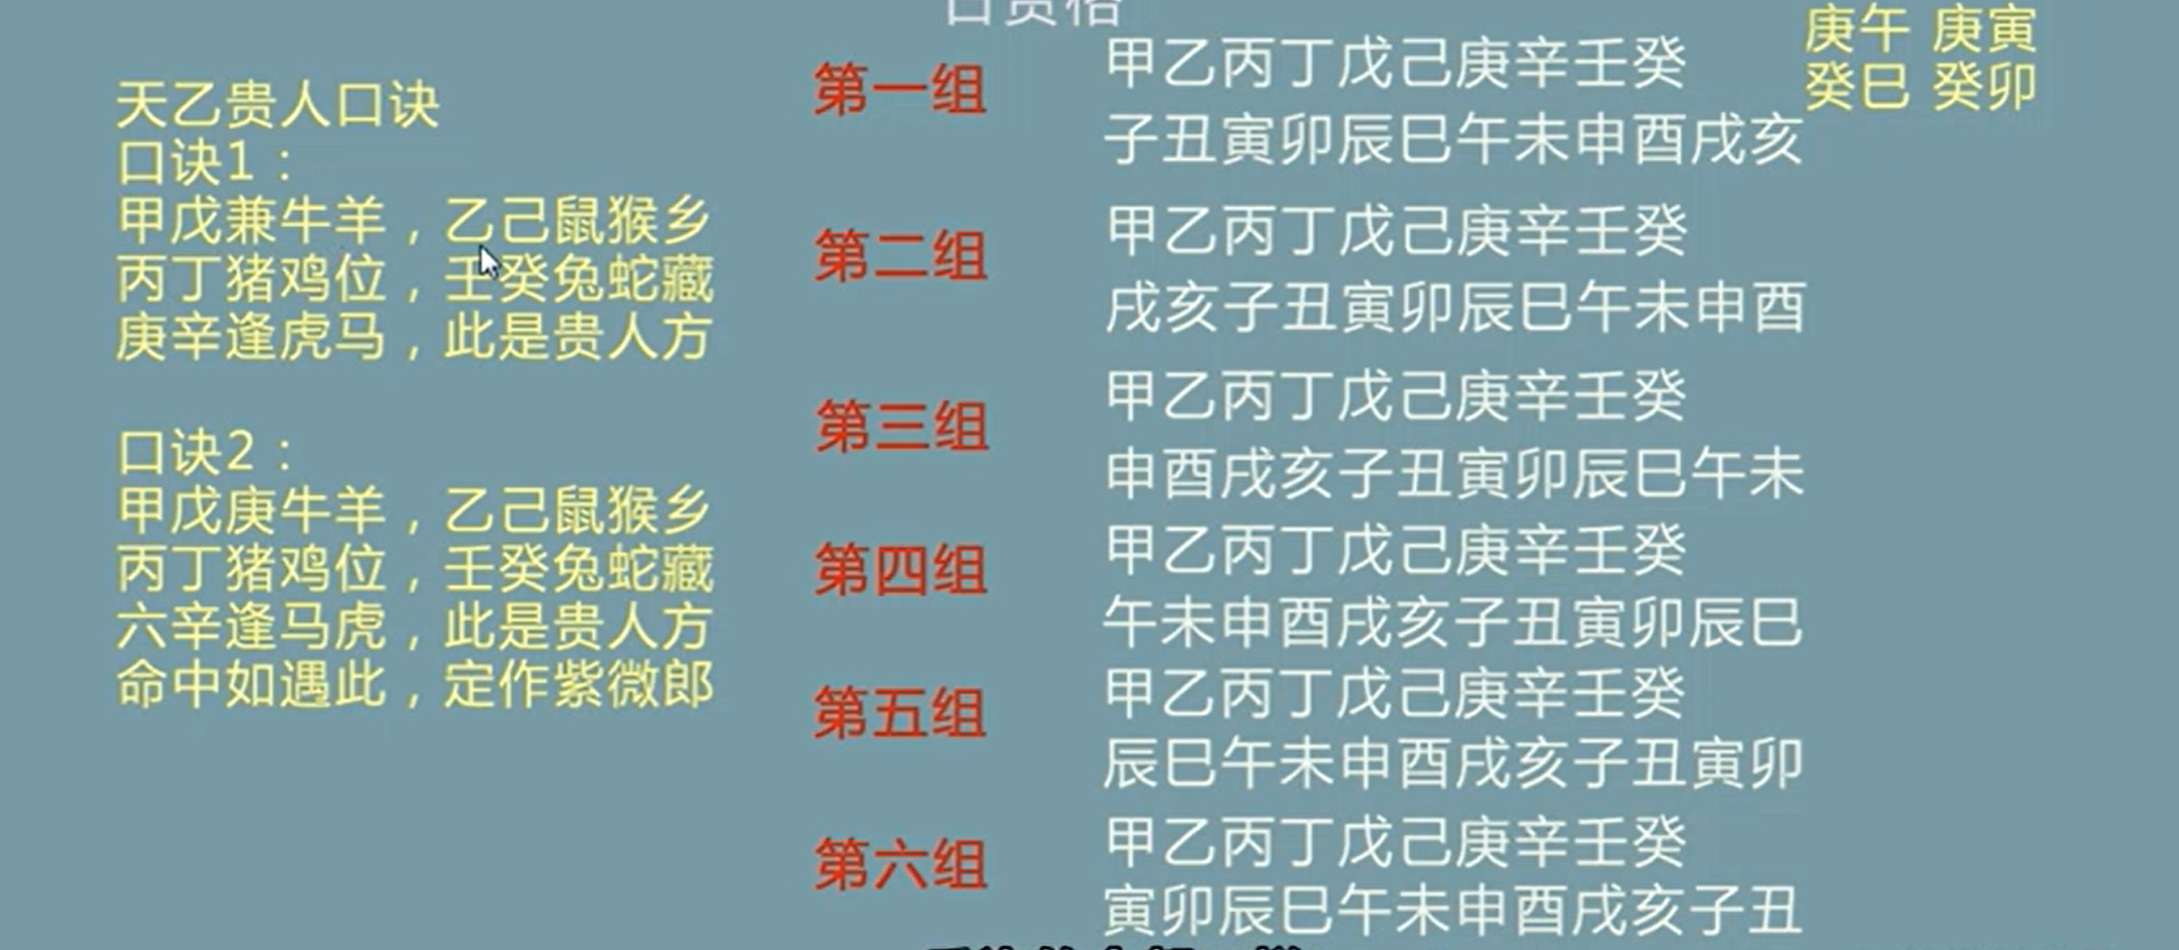 日贵格
庚午 庚寅
癸巳 癸卯
天乙贵人口诀
口诀1：
甲戊兼牛羊，乙己鼠猴乡
丙丁猪鸡位，壬癸兔蛇藏
庚辛逢虎马，此是贵人方
口诀2：
甲戊庚牛羊，乙己鼠猴乡
丙丁猪鸡位，壬癸兔蛇藏
六辛逢马虎，此是贵人方
命中如遇此，定作紫微郎
第一组
甲乙丙丁戊己庚辛壬癸
子丑寅卯辰巳午未申酉戌亥
第二组
甲乙丙丁戊己庚辛壬癸
戌亥子丑寅卯辰巳午未申酉
第三组
甲乙丙丁戊己庚辛壬癸
申酉戌亥子丑寅卯辰巳午未
第四组
甲乙丙丁戊己庚辛壬癸
午未申酉戌亥子丑寅卯辰巳
第五组
甲乙丙丁戊己庚辛壬癸
辰巳午未申酉戌亥子丑寅卯
第六组
甲乙丙丁戊己庚辛壬癸
寅卯辰巳午未申酉戌亥子丑